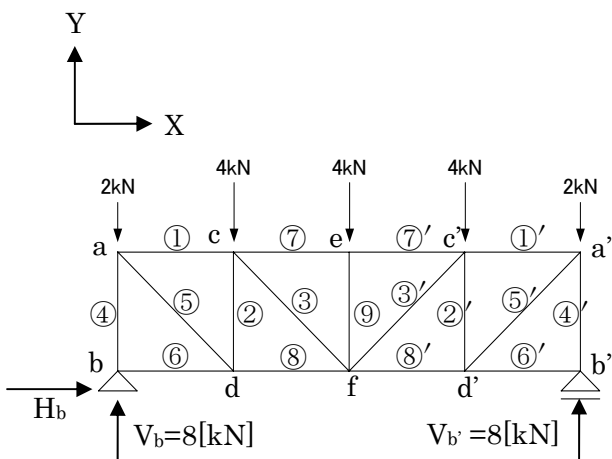 Y
X
2kN 4kN 4kN 4kN 2kN
a ① c ⑦ e ⑦′ c' ①′ a'
④ ⑤ ② ③ ⑨ ③′ ②′ ⑤′ ④′
b ⑥ d ⑧ f ⑧′ d' ⑥′ b'
Hb
Vb=8[kN] Vb'=8[kN]